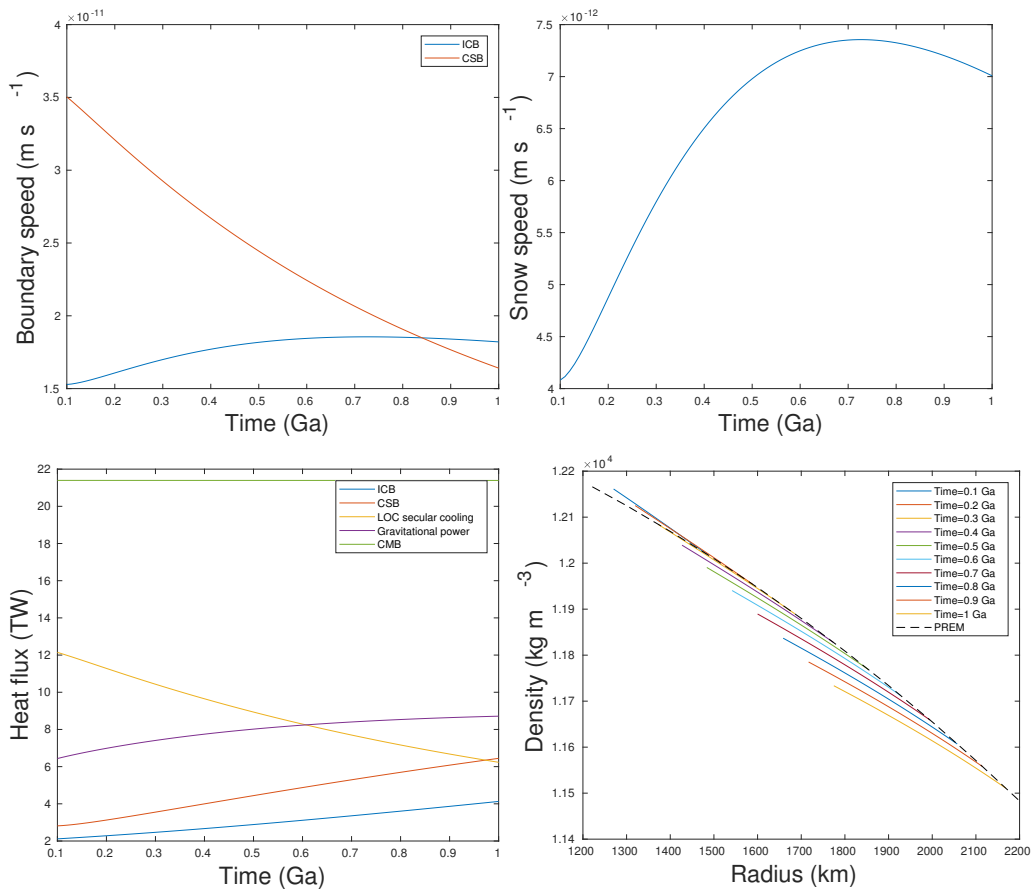 ×10⁻¹¹
4
3.5
3
2.5
2
1.5
0.1 0.2 0.3 0.4 0.5 0.6 0.7 0.8 0.9 1
Time (Ga)
Boundary speed (m s⁻¹)
ICB
CSB
×10⁻¹²
7.5
7
6.5
6
5.5
5
4.5
4
0.1 0.2 0.3 0.4 0.5 0.6 0.7 0.8 0.9 1
Time (Ga)
Snow speed (m s⁻¹)
22
20
18
16
14
12
10
8
6
4
2
0.1 0.2 0.3 0.4 0.5 0.6 0.7 0.8 0.9 1
Time (Ga)
Heat flux (TW)
ICB
CSB
LOC secular cooling
Gravitational power
CMB
×10⁴
1.22
1.21
1.2
1.19
1.18
1.17
1.16
1.15
1.14
1200 1300 1400 1500 1600 1700 1800 1900 2000 2100 2200
Radius (km)
Density (kg m⁻³)
Time=0.1 Ga
Time=0.2 Ga
Time=0.3 Ga
Time=0.4 Ga
Time=0.5 Ga
Time=0.6 Ga
Time=0.7 Ga
Time=0.8 Ga
Time=0.9 Ga
Time=1 Ga
PREM